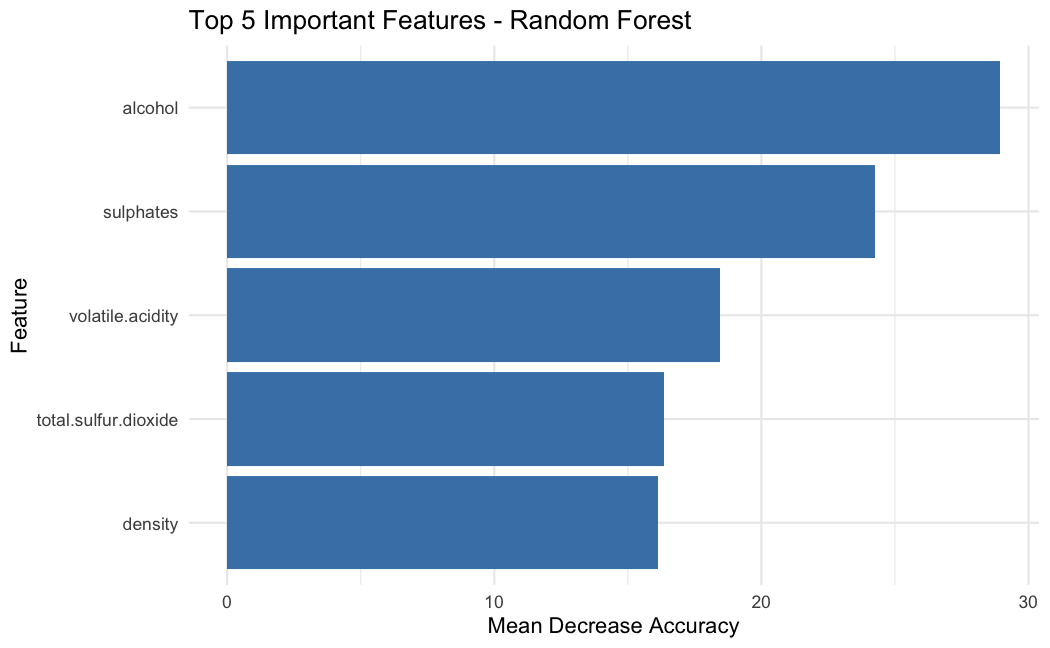 Top 5 Important Features - Random Forest
Feature
alcohol
sulphates
volatile.acidity
total.sulfur.dioxide
density
0 10 20 30
Mean Decrease Accuracy